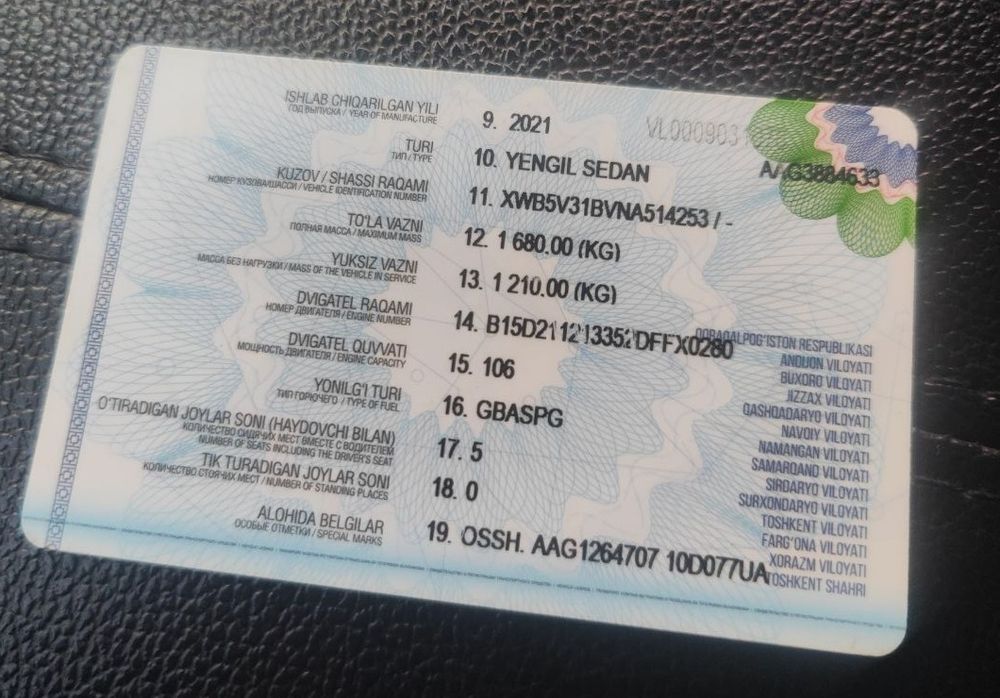 ISHLAB CHIQARILGAN YILI
ГОД ВЫПУСКА / YEAR OF MANUFACTURE
9. 2021
VL0009031
AAG3884633
TURI
ТИП / TYPE
10. YENGIL SEDAN
KUZOV / SHASSI RAQAMI
НОМЕР КУЗОВА/ШАССИ / VEHICLE IDENTIFICATION NUMBER
11. XWB5V31BVNA514253 / -
TO'LA VAZNI
ПОЛНАЯ МАССА / MAXIMUM MASS
12. 1 680.00 (KG)
YUKSIZ VAZNI
МАССА БЕЗ НАГРУЗКИ / MASS OF THE VEHICLE IN SERVICE
13. 1 210.00 (KG)
DVIGATEL RAQAMI
НОМЕР ДВИГАТЕЛЯ / ENGINE NUMBER
14. B15D211213352DFFX0280
DVIGATEL QUVVATI
МОЩНОСТЬ ДВИГАТЕЛЯ / ENGINE CAPACITY
15. 106
YONILG'I TURI
ТИП ГОРЮЧЕГО / TYPE OF FUEL
16. GBASPG
O'TIRADIGAN JOYLAR SONI (HAYDOVCHI BILAN)
КОЛИЧЕСТВО СИДЯЧИХ МЕСТ ВМЕСТЕ С ВОДИТЕЛЕМ
NUMBER OF SEATS INCLUDING THE DRIVER'S SEAT
17. 5
TIK TURADIGAN JOYLAR SONI
КОЛИЧЕСТВО СТОЯЧИХ МЕСТ / NUMBER OF STANDING PLACES
18. 0
ALOHIDA BELGILAR
ОСОБЫЕ ОТМЕТКИ / SPECIAL MARKS
19. OSSH. AAG1264707 10D077UA
QORAQALPOG'ISTON RESPUBLIKASI
ANDIJON VILOYATI
BUXORO VILOYATI
JIZZAX VILOYATI
QASHQADARYO VILOYATI
NAVOIY VILOYATI
NAMANGAN VILOYATI
SAMARQAND VILOYATI
SIRDARYO VILOYATI
SURXONDARYO VILOYATI
TOSHKENT VILOYATI
FARG'ONA VILOYATI
XORAZM VILOYATI
TOSHKENT SHAHRI